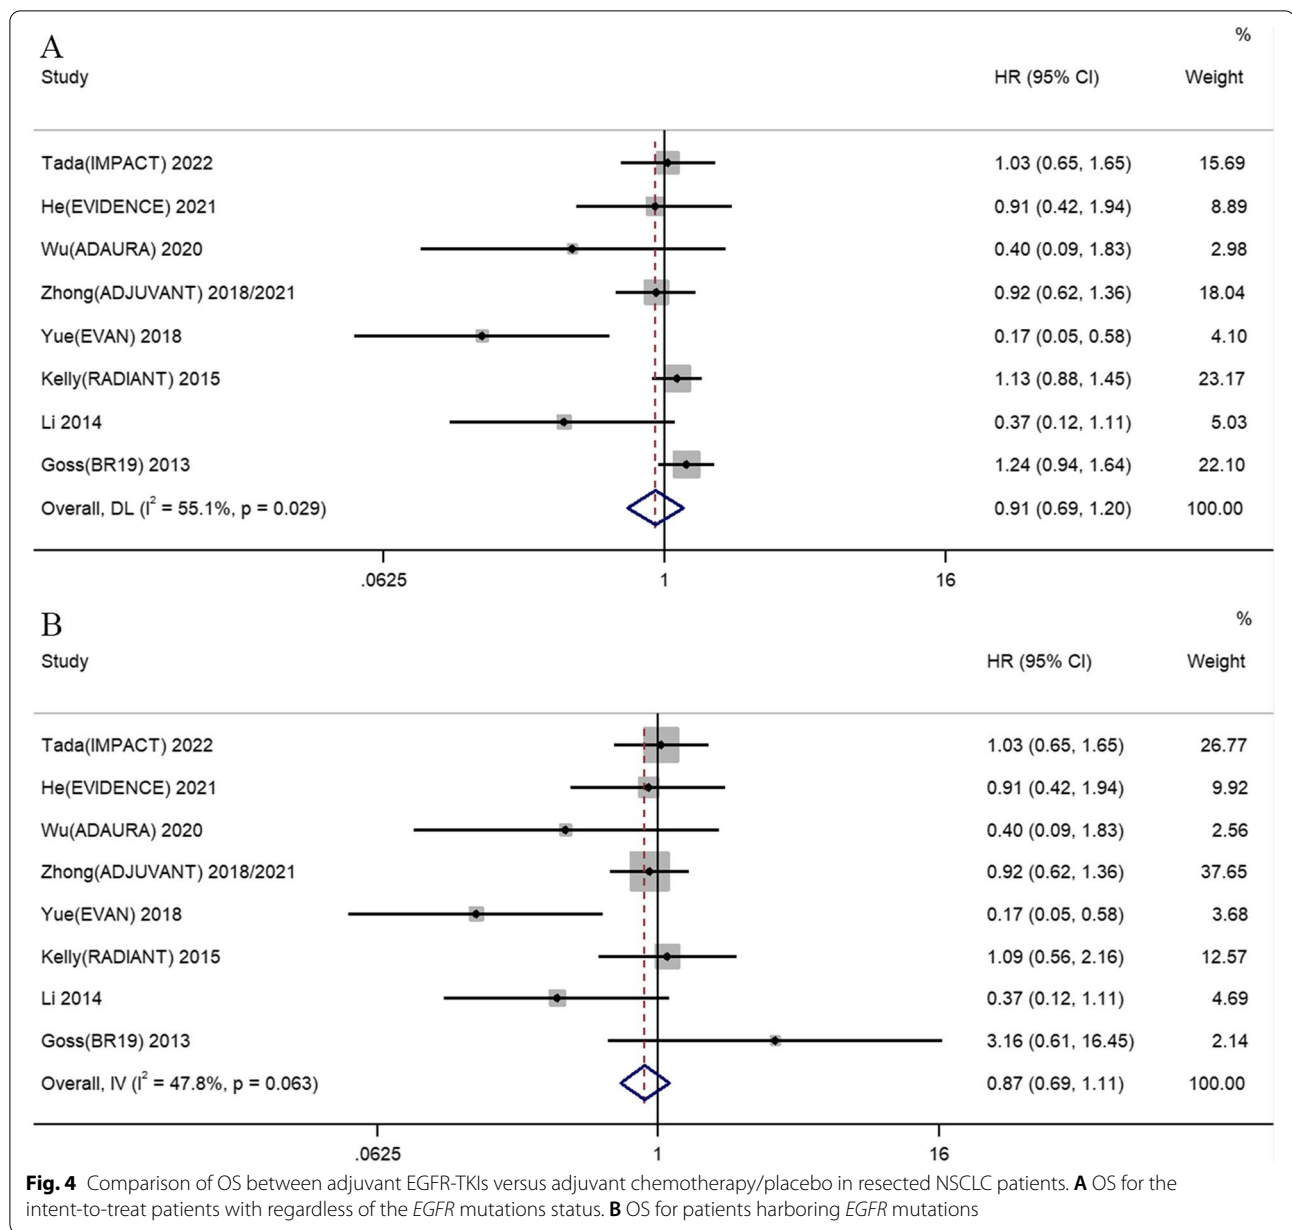 A
%
Study HR (95% CI) Weight
Tada(IMPACT) 2022 1.03 (0.65, 1.65) 15.69
He(EVIDENCE) 2021 0.91 (0.42, 1.94) 8.89
Wu(ADAURA) 2020 0.40 (0.09, 1.83) 2.98
Zhong(ADJUVANT) 2018/2021 0.92 (0.62, 1.36) 18.04
Yue(EVAN) 2018 0.17 (0.05, 0.58) 4.10
Kelly(RADIANT) 2015 1.13 (0.88, 1.45) 23.17
Li 2014 0.37 (0.12, 1.11) 5.03
Goss(BR19) 2013 1.24 (0.94, 1.64) 22.10
Overall, DL (I² = 55.1%, p = 0.029) 0.91 (0.69, 1.20) 100.00
.0625 1 16
B
%
Study HR (95% CI) Weight
Tada(IMPACT) 2022 1.03 (0.65, 1.65) 26.77
He(EVIDENCE) 2021 0.91 (0.42, 1.94) 9.92
Wu(ADAURA) 2020 0.40 (0.09, 1.83) 2.56
Zhong(ADJUVANT) 2018/2021 0.92 (0.62, 1.36) 37.65
Yue(EVAN) 2018 0.17 (0.05, 0.58) 3.68
Kelly(RADIANT) 2015 1.09 (0.56, 2.16) 12.57
Li 2014 0.37 (0.12, 1.11) 4.69
Goss(BR19) 2013 3.16 (0.61, 16.45) 2.14
Overall, IV (I² = 47.8%, p = 0.063) 0.87 (0.69, 1.11) 100.00
.0625 1 16
Fig. 4 Comparison of OS between adjuvant EGFR-TKIs versus adjuvant chemotherapy/placebo in resected NSCLC patients. A OS for the
intent-to-treat patients with regardless of the EGFR mutations status. B OS for patients harboring EGFR mutations